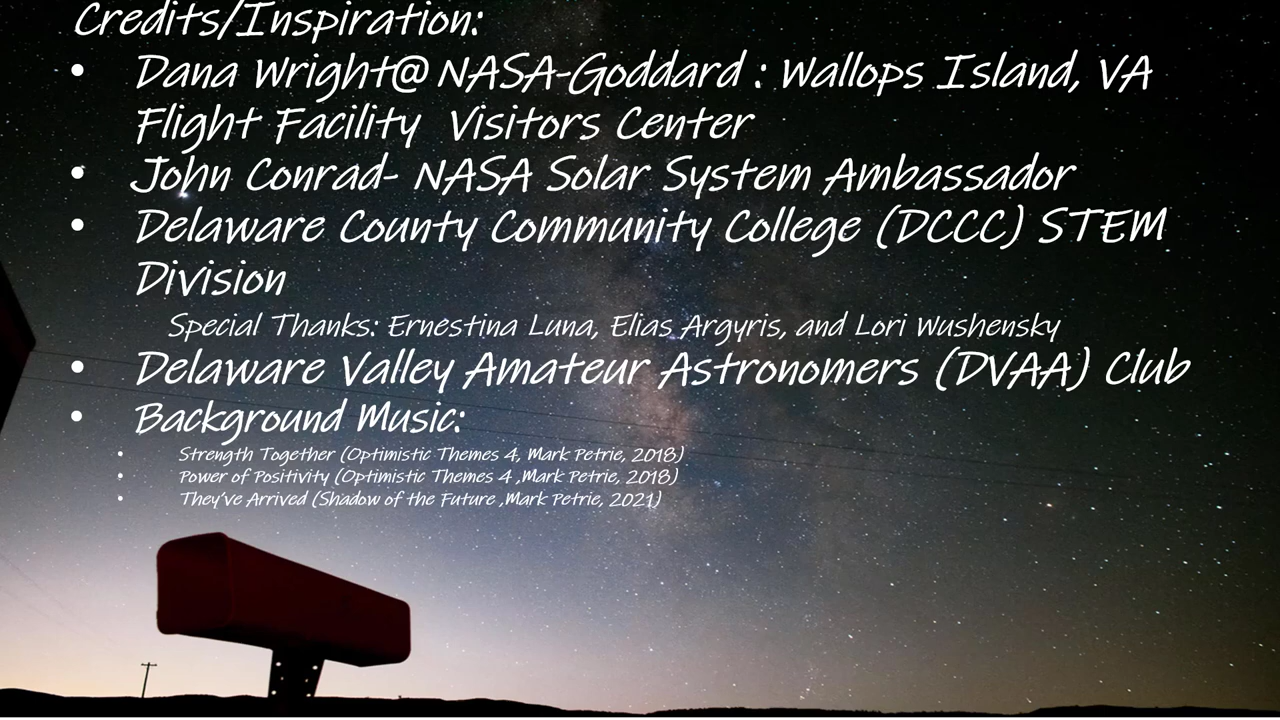 Credits/Inspiration:
• Dana Wright@ NASA-Goddard : Wallops Island, VA
Flight Facility Visitors Center
• John Conrad- NASA Solar System Ambassador
• Delaware County Community College (DCCC) STEM
Division
Special Thanks: Ernestina Luna, Elias Argyris, and Lori Wushensky
• Delaware Valley Amateur Astronomers (DVAA) Club
• Background Music:
• Strength Together (Optimistic Themes 4, Mark Petrie, 2018)
• Power of Positivity (Optimistic Themes 4 ,Mark Petrie, 2018)
• They've Arrived (Shadow of the Future ,Mark Petrie, 2021)